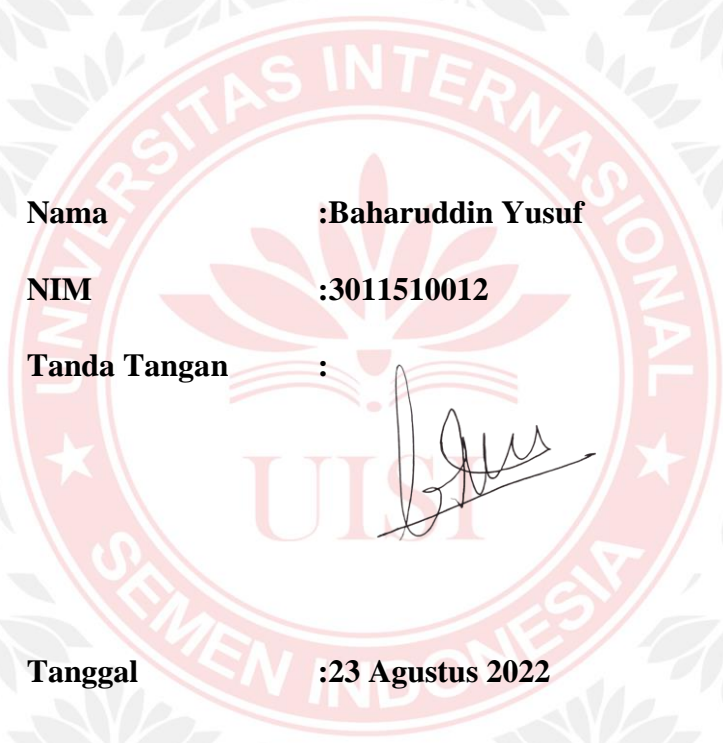 UNIVERSITAS INTERNASIONAL
Nama :Baharuddin Yusuf
NIM :3011510012
Tanda Tangan :
UISI
SEMEN INDONESIA
Tanggal :23 Agustus 2022